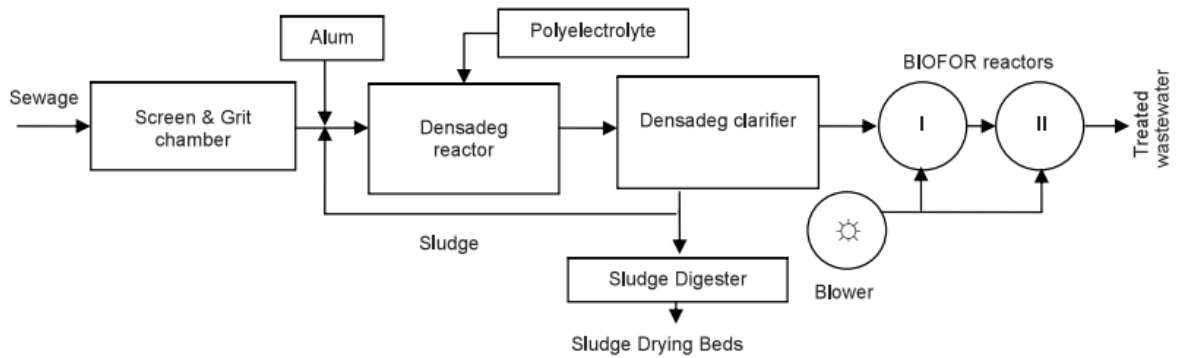 Alum
Polyelectrolyte
BIOFOR reactors
Sewage
Screen & Grit
chamber
Densadeg
reactor
Densadeg clarifier
I
II
Treated
wastewater
Sludge
Sludge Digester
Blower
Sludge Drying Beds